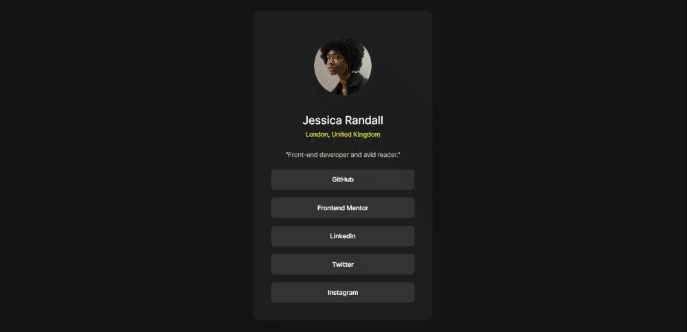 Jessica Randall
London, United Kingdom
"Front-end developer and avid reader."
GitHub
Frontend Mentor
LinkedIn
Twitter
Instagram